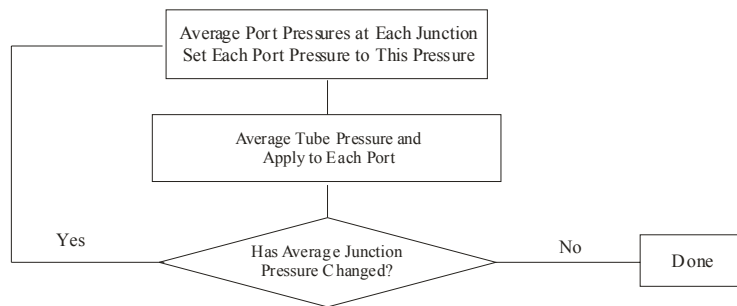 Average Port Pressures at Each Junction
Set Each Port Pressure to This Pressure
Average Tube Pressure and
Apply to Each Port
Yes
Has Average Junction
Pressure Changed?
No
Done